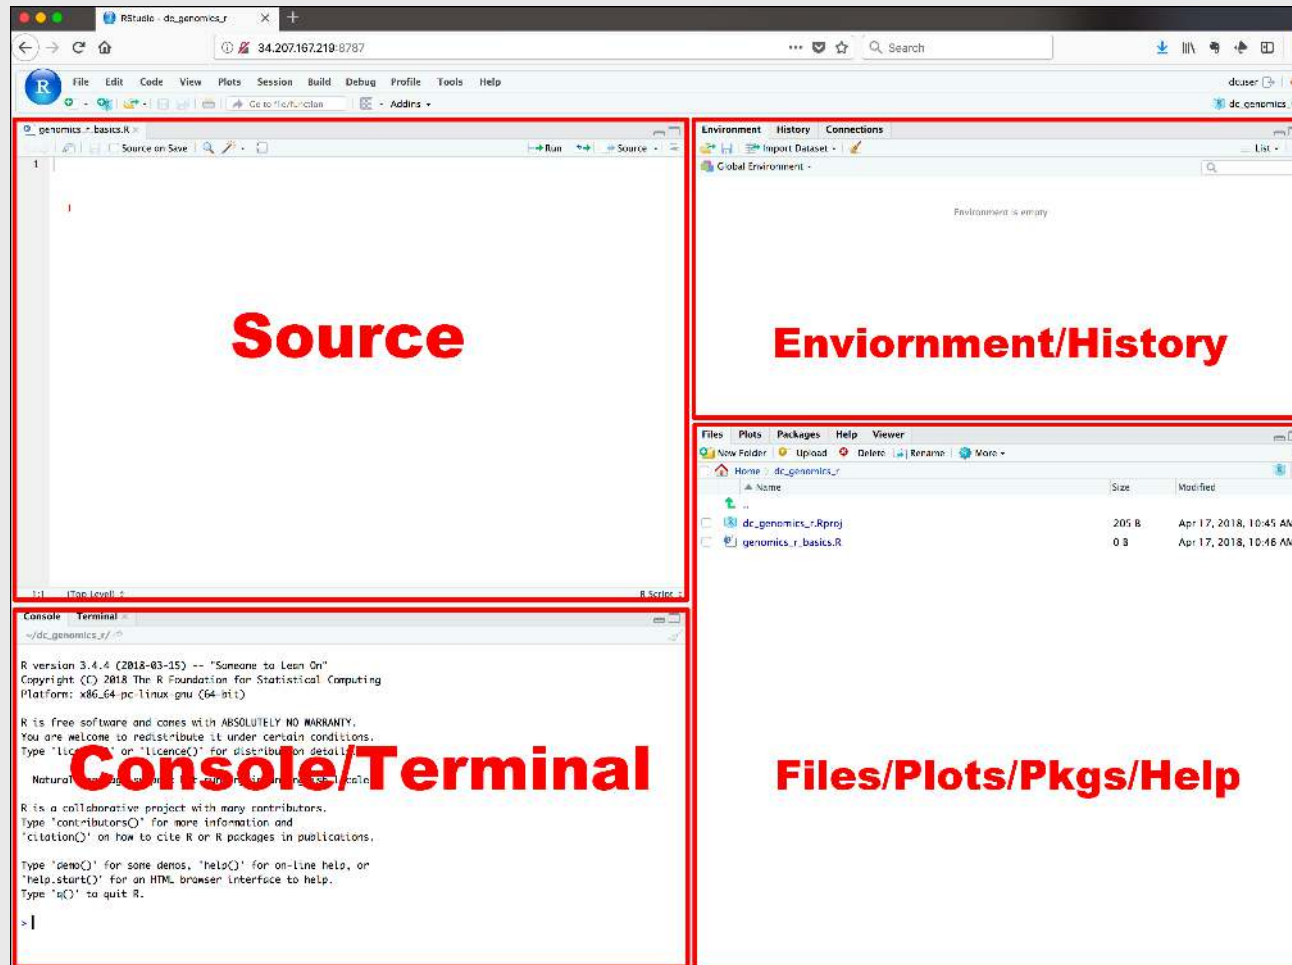 RStudio - dc_genomics_r
34.207.167.219:8787
Search
File Edit Code View Plots Session Build Debug Profile Tools Help
dcuser
Go to file/function Addins
dc_genomics_
genomics_r_basics.R
Source on Save Run Source
1
Source
1:1 (Top Level) R Script
Environment History Connections
Import Dataset List
Global Environment
Environment is empty
Enviornment/History
Console Terminal
~/dc_genomics_r/
R version 3.4.4 (2018-03-15) -- "Someone to Lean On"
Copyright (C) 2018 The R Foundation for Statistical Computing
Platform: x86_64-pc-linux-gnu (64-bit)
R is free software and comes with ABSOLUTELY NO WARRANTY.
You are welcome to redistribute it under certain conditions.
Type 'license()' or 'licence()' for distribution details.
Natural locale
Console/Terminal
R is a collaborative project with many contributors.
Type 'contributors()' for more information and
'citation()' on how to cite R or R packages in publications.
Type 'demo()' for some demos, 'help()' for on-line help, or
'help.start()' for an HTML browser interface to help.
Type 'q()' to quit R.
>
Files Plots Packages Help Viewer
New Folder Upload Delete Rename More
Home dc_genomics_r
Name Size Modified
..
dc_genomics_r.Rproj 205 B Apr 17, 2018, 10:45 AM
genomics_r_basics.R 0 B Apr 17, 2018, 10:46 AM
Files/Plots/Pkgs/Help